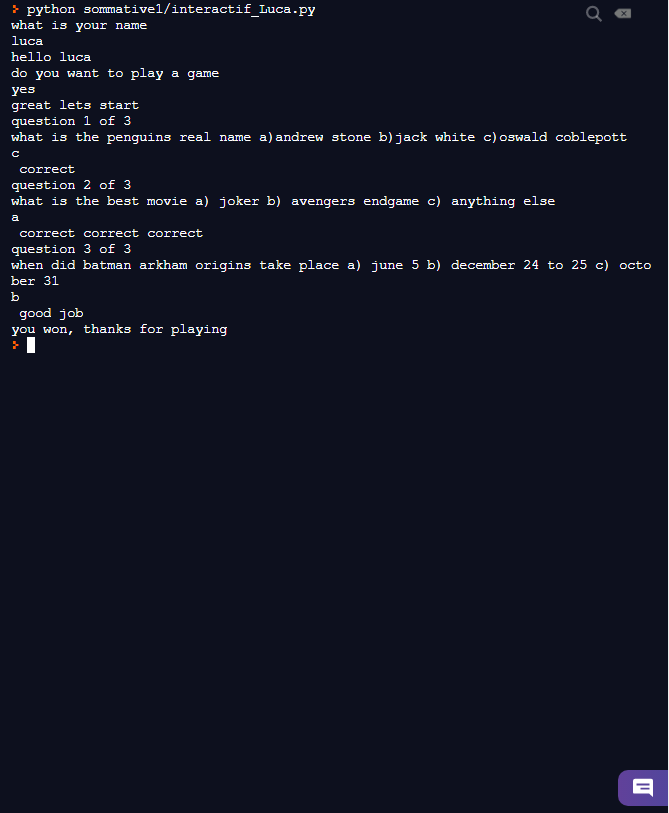 python sommative1/interactif_Luca.py
what is your name
luca
hello luca
do you want to play a game
yes
great lets start
question 1 of 3
what is the penguins real name a)andrew stone b)jack white c)oswald coblepott
c
correct
question 2 of 3
what is the best movie a) joker b) avengers endgame c) anything else
a
correct correct correct
question 3 of 3
when did batman arkham origins take place a) june 5 b) december 24 to 25 c) octo
ber 31
b
good job
you won, thanks for playing